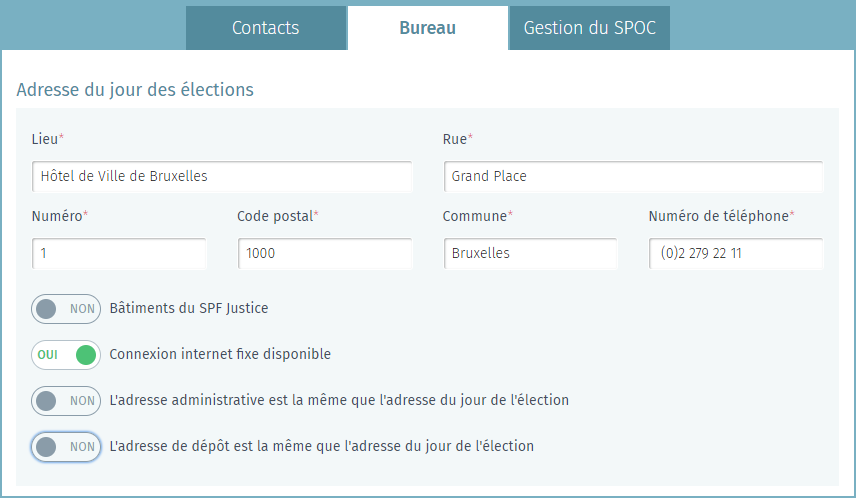 Contacts Bureau Gestion du SPOC
Adresse du jour des élections
Lieu* Rue*
Hôtel de Ville de Bruxelles Grand Place
Numéro* Code postal* Commune* Numéro de téléphone*
1 1000 Bruxelles (0)2 279 22 11
NON Bâtiments du SPF Justice
OUI Connexion internet fixe disponible
NON L'adresse administrative est la même que l'adresse du jour de l'élection
NON L'adresse de dépôt est la même que l'adresse du jour de l'élection